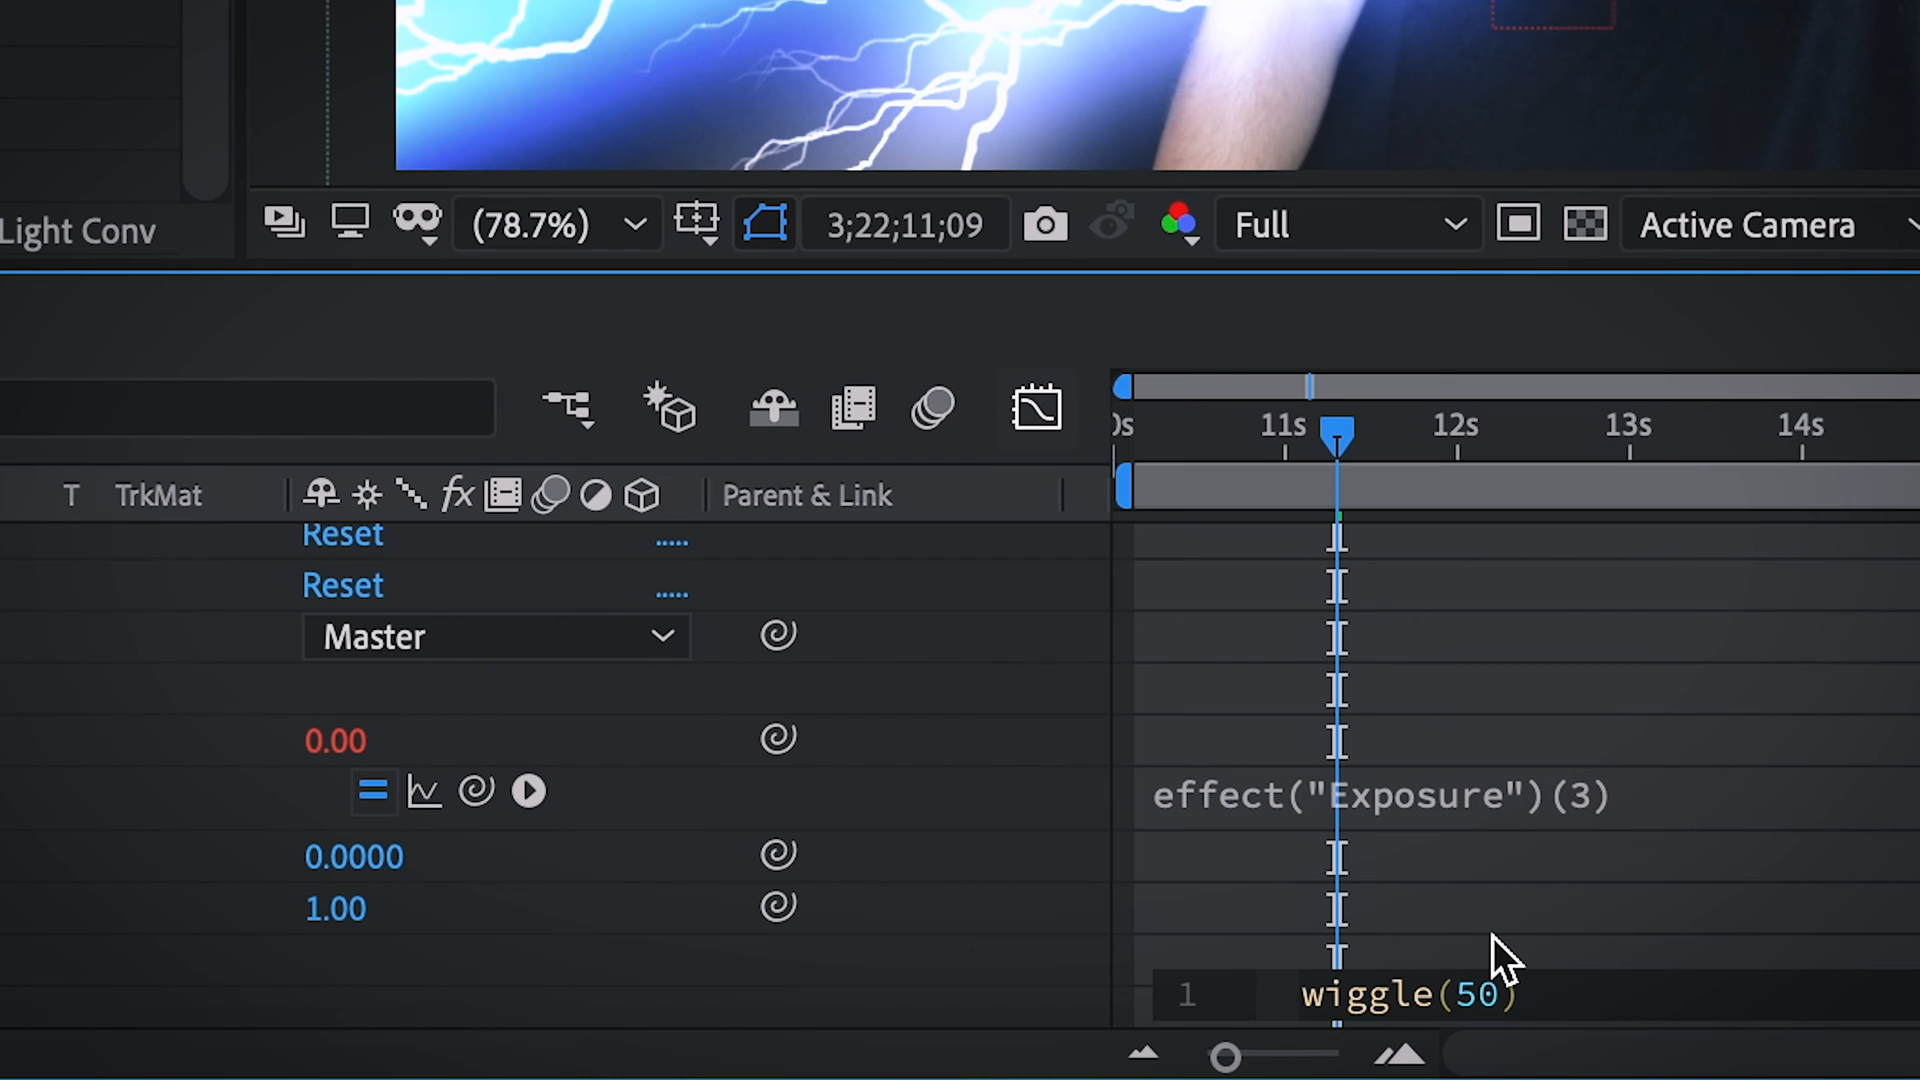 Light Conv
(78.7%)
3;22;11;09
Full
Active Camera
0s 11s 12s 13s 14s
T TrkMat fx Parent & Link
Reset .....
Reset .....
Master
0.00
effect("Exposure")(3)
0.0000
1.00
1 wiggle(50)